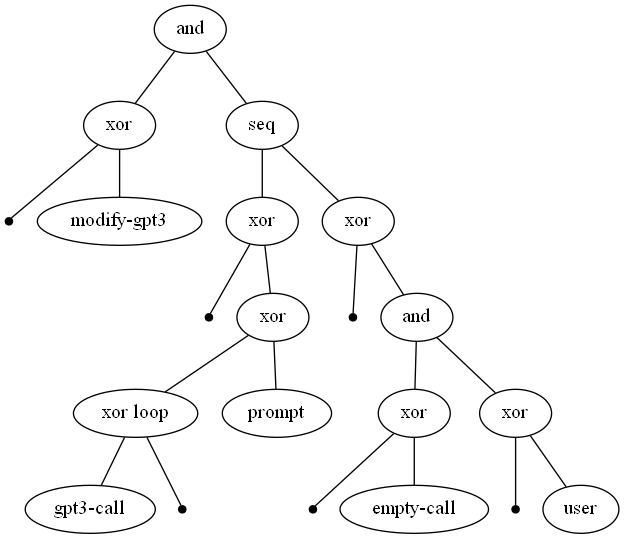 and
xor
seq
modify-gpt3
xor
xor
xor
and
xor loop
prompt
xor
xor
gpt3-call
empty-call
user